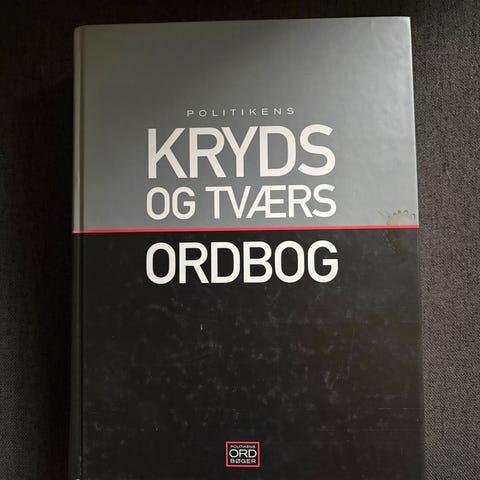 POLITIKENS
KRYDS
OG TVÆRS
ORDBOG
POLITIKENS
ORD
BØGER